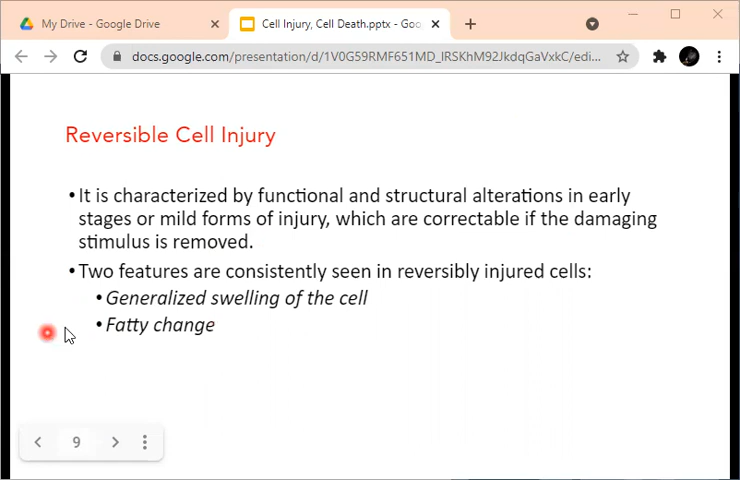 My Drive - Google Drive
Cell Injury, Cell Death.pptx - Goo
docs.google.com/presentation/d/1V0G59RMF651MD_lRSKhM92JkdqGaVxkC/edi...
Reversible Cell Injury
•It is characterized by functional and structural alterations in early
stages or mild forms of injury, which are correctable if the damaging
stimulus is removed.
•Two features are consistently seen in reversibly injured cells:
•Generalized swelling of the cell
•Fatty change
9